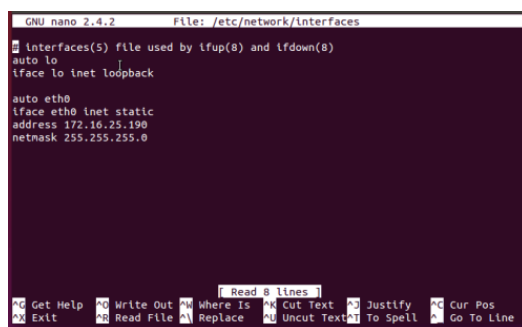 GNU nano 2.4.2 File: /etc/network/interfaces
# interfaces(5) file used by ifup(8) and ifdown(8)
auto lo
iface lo inet loopback
auto eth0
iface eth0 inet static
address 172.16.25.190
netmask 255.255.255.0
[ Read 8 lines ]
^G Get Help ^O Write Out ^W Where Is ^K Cut Text ^J Justify ^C Cur Pos
^X Exit ^R Read File ^\ Replace ^U Uncut Text ^T To Spell ^_ Go To Line